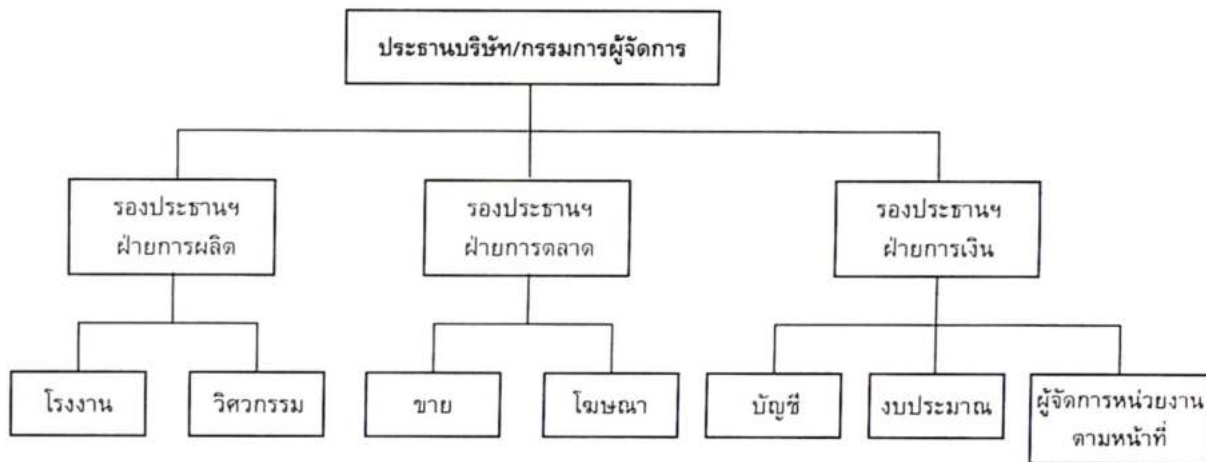 ประธานบริษัท/กรรมการผู้จัดการ
รองประธานฯ
ฝ่ายการผลิต
รองประธานฯ
ฝ่ายการตลาด
รองประธานฯ
ฝ่ายการเงิน
โรงงาน
วิศวกรรม
ขาย
โฆษณา
บัญชี
งบประมาณ
ผู้จัดการหน่วยงาน
ตามหน้าที่